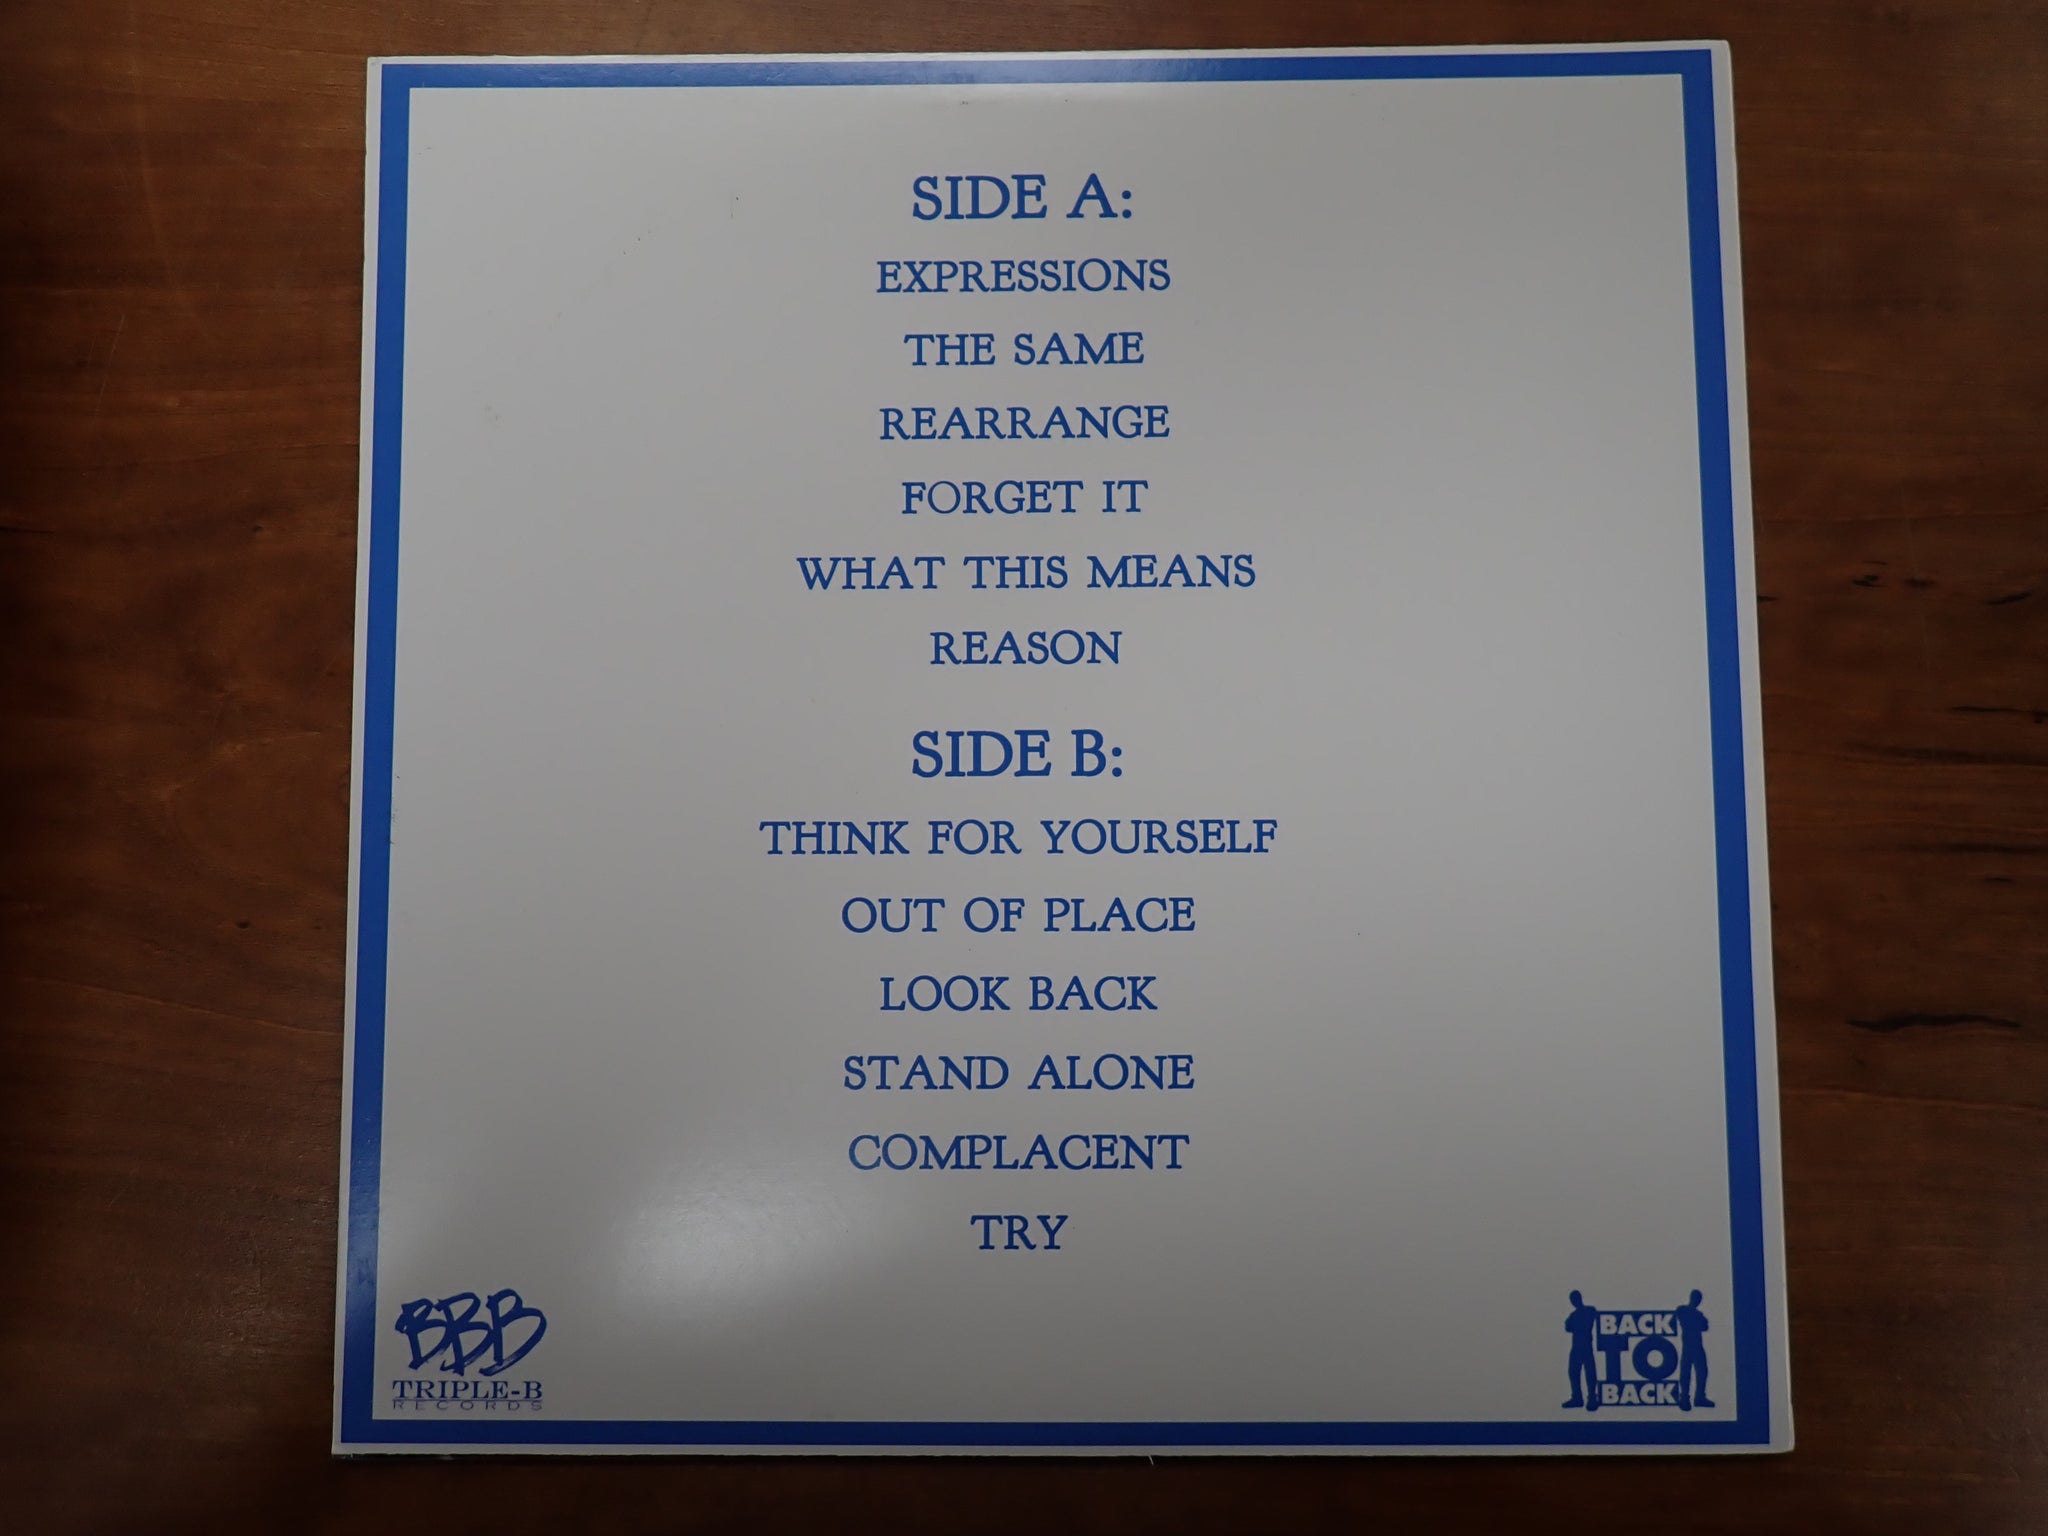 SIDE A:
EXPRESSIONS
THE SAME
REARRANGE
FORGET IT
WHAT THIS MEANS
REASON
SIDE B:
THINK FOR YOURSELF
OUT OF PLACE
LOOK BACK
STAND ALONE
COMPLACENT
TRY
BBB
TRIPLE-B
RECORDS
BACK
TO
BACK